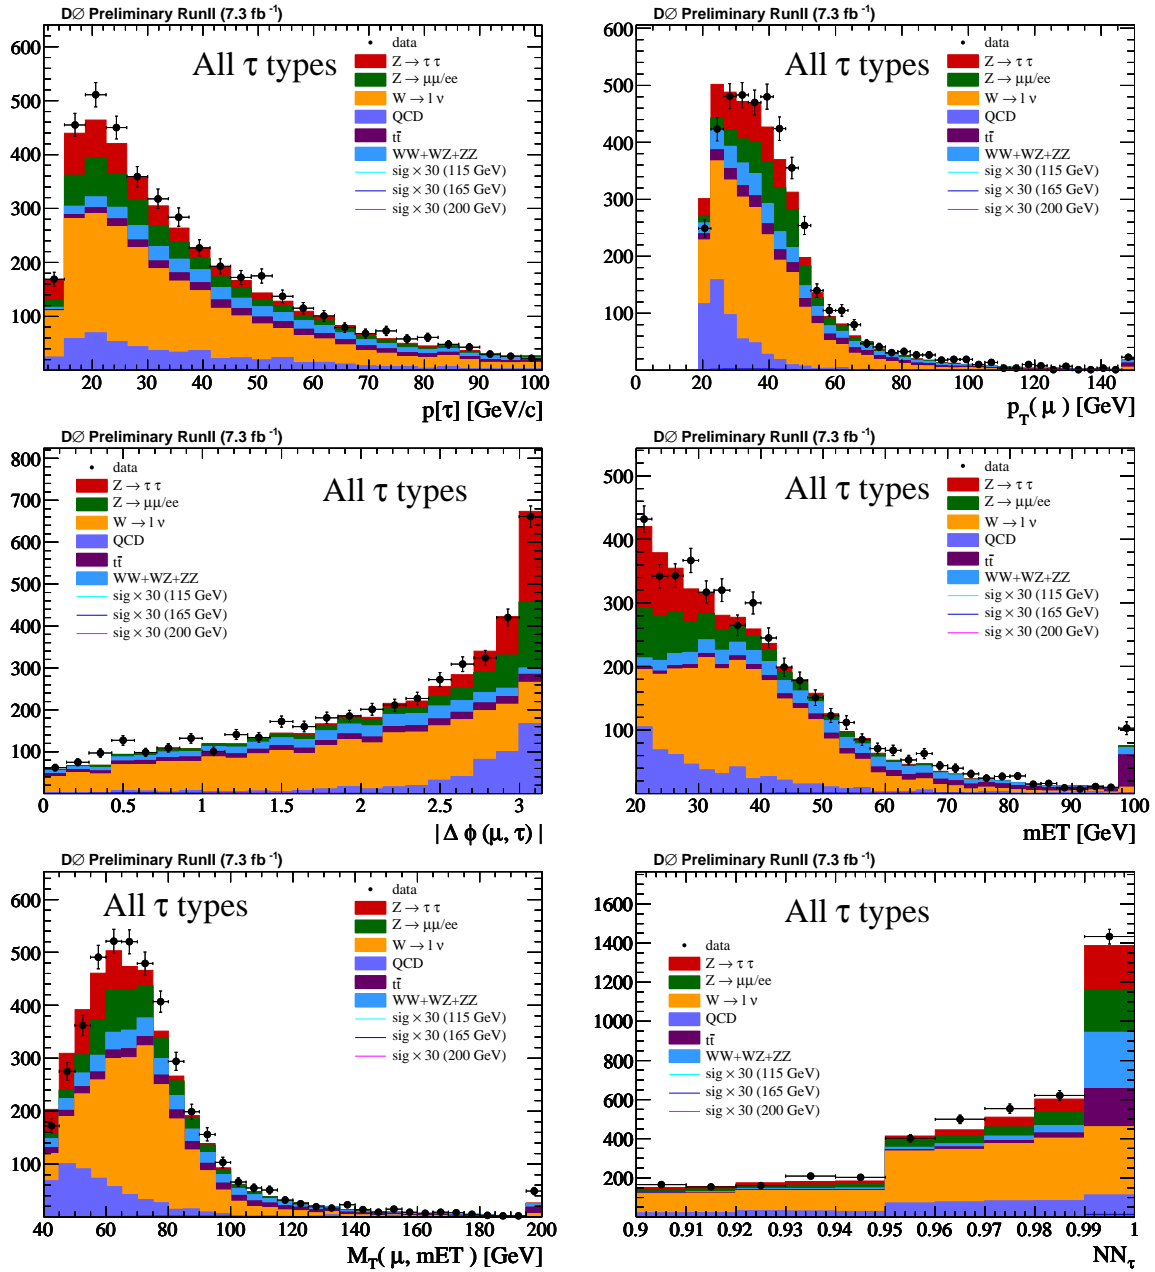 DØ Preliminary RunII (7.3 fb⁻¹)
All τ types
data
Z → τ τ
Z → μμ/ee
W → l ν
QCD
tt̄
WW+WZ+ZZ
sig × 30 (115 GeV)
sig × 30 (165 GeV)
sig × 30 (200 GeV)
600
500
400
300
200
100
20 30 40 50 60 70 80 90 100
p[τ] [GeV/c]
DØ Preliminary RunII (7.3 fb⁻¹)
All τ types
data
Z → τ τ
Z → μμ/ee
W → l ν
QCD
tt̄
WW+WZ+ZZ
sig × 30 (115 GeV)
sig × 30 (165 GeV)
sig × 30 (200 GeV)
600
500
400
300
200
100
0
0 20 40 60 80 100 120 140
p_T(μ) [GeV]
DØ Preliminary RunII (7.3 fb⁻¹)
All τ types
data
Z → τ τ
Z → μμ/ee
W → l ν
QCD
tt̄
WW+WZ+ZZ
sig × 30 (115 GeV)
sig × 30 (165 GeV)
sig × 30 (200 GeV)
800
700
600
500
400
300
200
100
0 0.5 1 1.5 2 2.5 3
| Δ φ (μ, τ) |
DØ Preliminary RunII (7.3 fb⁻¹)
All τ types
data
Z → τ τ
Z → μμ/ee
W → l ν
QCD
tt̄
WW+WZ+ZZ
sig × 30 (115 GeV)
sig × 30 (165 GeV)
sig × 30 (200 GeV)
500
400
300
200
100
0
20 30 40 50 60 70 80 90 100
mET [GeV]
DØ Preliminary RunII (7.3 fb⁻¹)
All τ types
data
Z → τ τ
Z → μμ/ee
W → l ν
QCD
tt̄
WW+WZ+ZZ
sig × 30 (115 GeV)
sig × 30 (165 GeV)
sig × 30 (200 GeV)
600
500
400
300
200
100
40 60 80 100 120 140 160 180 200
M_T(μ, mET) [GeV]
DØ Preliminary RunII (7.3 fb⁻¹)
All τ types
data
Z → τ τ
Z → μμ/ee
W → l ν
QCD
tt̄
WW+WZ+ZZ
sig × 30 (115 GeV)
sig × 30 (165 GeV)
sig × 30 (200 GeV)
1600
1400
1200
1000
800
600
400
200
0
0.9 0.91 0.92 0.93 0.94 0.95 0.96 0.97 0.98 0.99 1
NN_τ